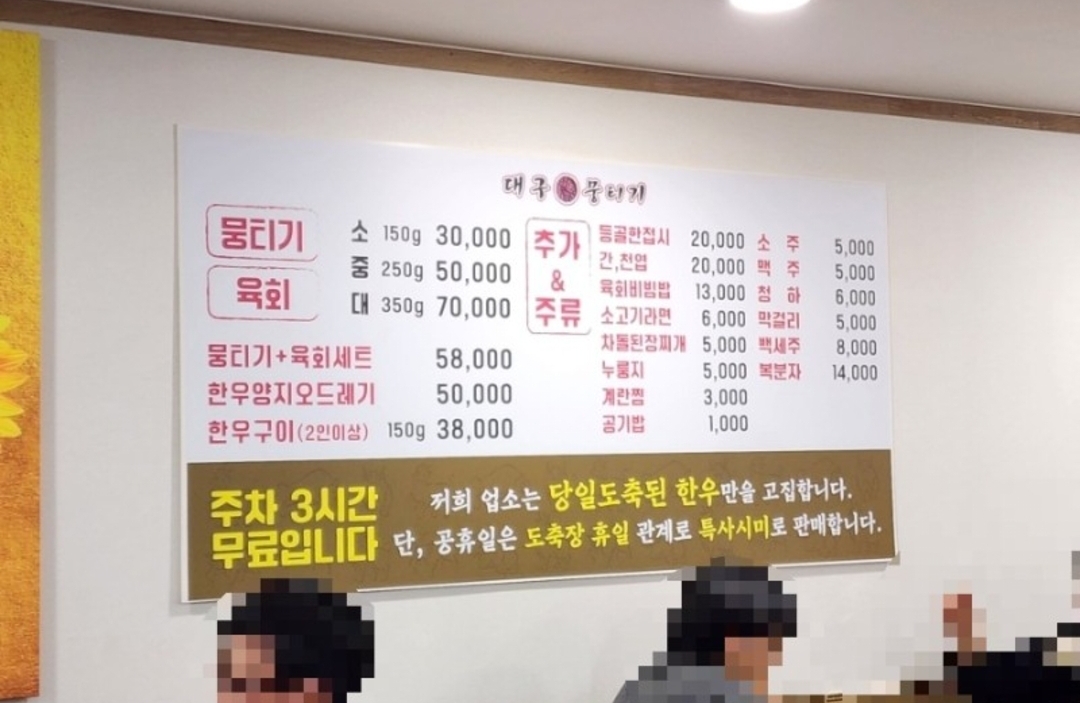 대구 뭉티기
뭉티기
육회
소 150g 30,000
중 250g 50,000
대 350g 70,000
뭉티기+육회세트 58,000
한우양지오드레기 50,000
한우구이(2인이상) 150g 38,000
추가
&
주류
등골한접시 20,000
간,천엽 20,000
육회비빔밥 13,000
소고기라면 6,000
차돌된장찌개 5,000
누룽지 5,000
계란찜 3,000
공기밥 1,000
소 주 5,000
맥 주 5,000
청 하 6,000
막걸리 5,000
백세주 8,000
복분자 14,000
주차 3시간
무료입니다
저희 업소는 당일도축된 한우만을 고집합니다.
단, 공휴일은 도축장 휴일 관계로 특사시미로 판매합니다.